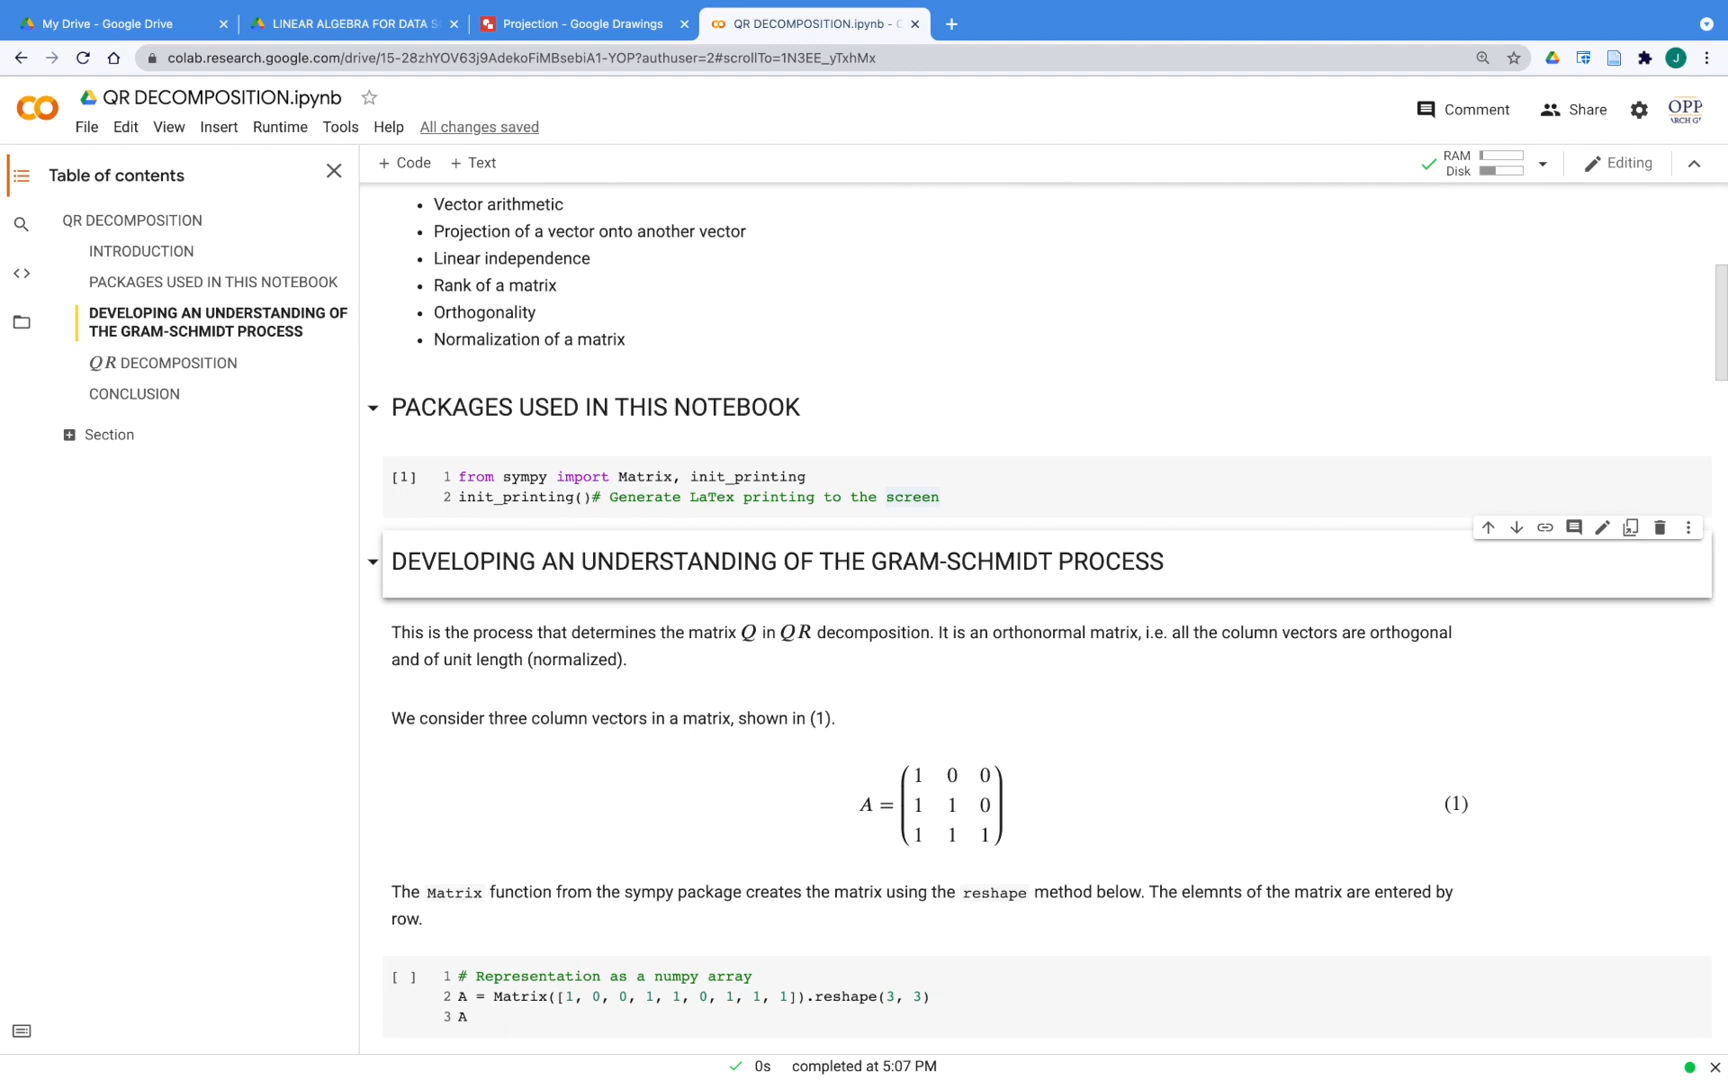 My Drive - Google Drive
LINEAR ALGEBRA FOR DATA S
Projection - Google Drawings
QR DECOMPOSITION.ipynb - C
colab.research.google.com/drive/15-28zhYOV63j9AdekoFiMBsebiA1-YOP?authuser=2#scrollTo=1N3EE_yTxhMx
J
QR DECOMPOSITION.ipynb
File Edit View Insert Runtime Tools Help All changes saved
Comment
Share
OPP
ARCH G
Table of contents
QR DECOMPOSITION
INTRODUCTION
PACKAGES USED IN THIS NOTEBOOK
DEVELOPING AN UNDERSTANDING OF
THE GRAM-SCHMIDT PROCESS
QR DECOMPOSITION
CONCLUSION
Section
+ Code + Text
RAM
Disk
Editing
• Vector arithmetic
• Projection of a vector onto another vector
• Linear independence
• Rank of a matrix
• Orthogonality
• Normalization of a matrix
PACKAGES USED IN THIS NOTEBOOK
[1] 1 from sympy import Matrix, init_printing
2 init_printing()# Generate LaTex printing to the screen
DEVELOPING AN UNDERSTANDING OF THE GRAM-SCHMIDT PROCESS
This is the process that determines the matrix Q in QR decomposition. It is an orthonormal matrix, i.e. all the column vectors are orthogonal
and of unit length (normalized).
We consider three column vectors in a matrix, shown in (1).
1 0 0
A = 1 1 0 (1)
1 1 1
The Matrix function from the sympy package creates the matrix using the reshape method below. The elemnts of the matrix are entered by
row.
[ ] 1 # Representation as a numpy array
2 A = Matrix([1, 0, 0, 1, 1, 0, 1, 1, 1]).reshape(3, 3)
3 A
0s completed at 5:07 PM